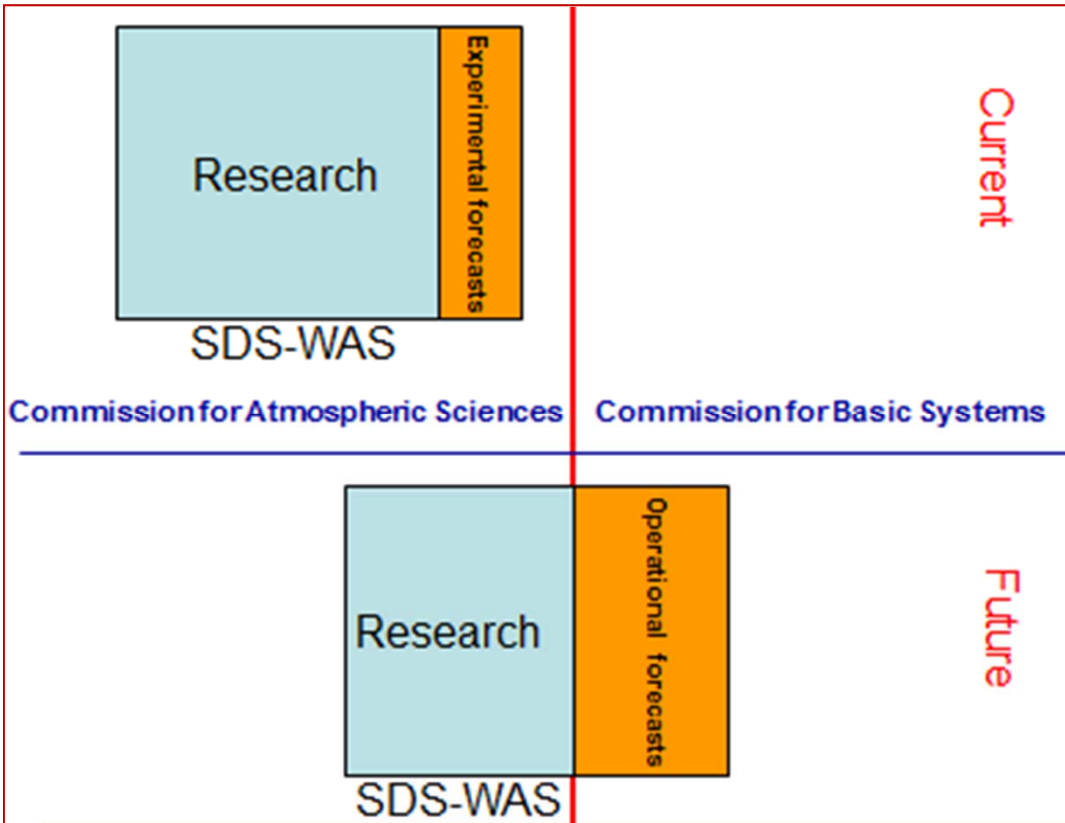 Experimental forecasts
Research
Current
SDS-WAS
Commission for Atmospheric Sciences
Commission for Basic Systems
Operational forecasts
Research
Future
SDS-WAS